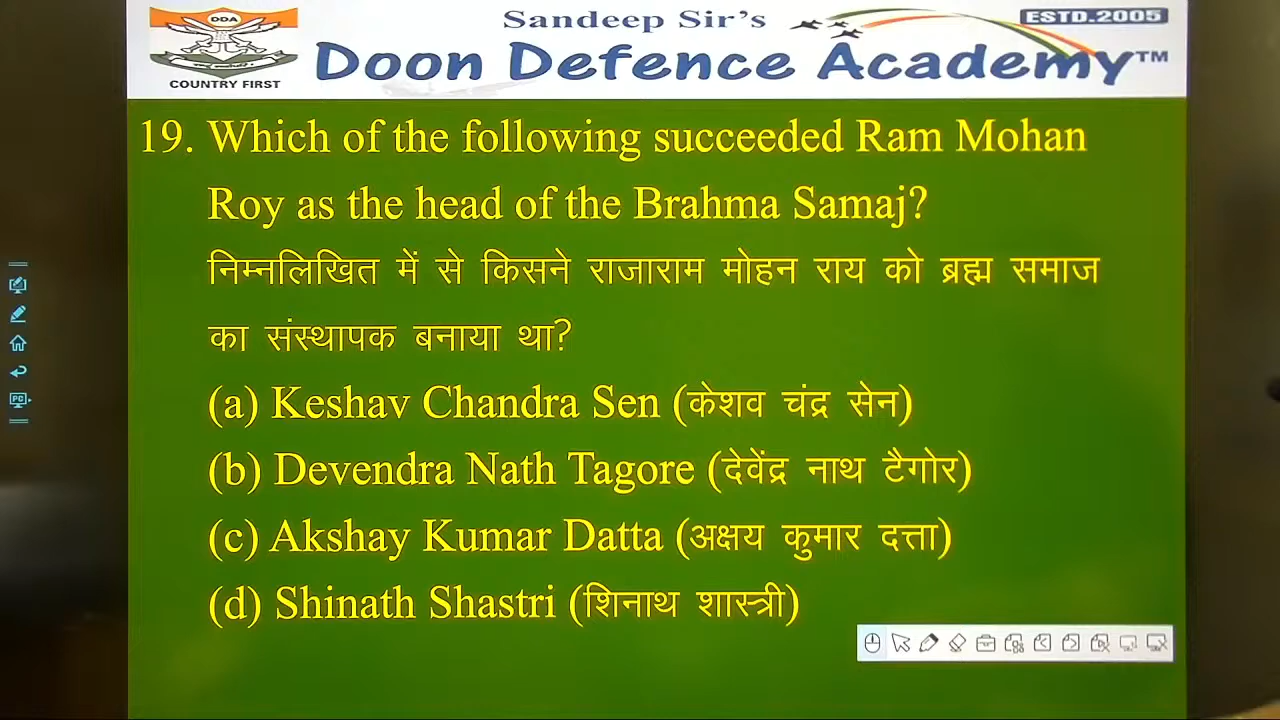 DDA
COUNTRY FIRST
Sandeep Sir's
ESTD.2005
Doon Defence Academy™
19. Which of the following succeeded Ram Mohan
Roy as the head of the Brahma Samaj?
निम्नलिखित में से किसने राजाराम मोहन राय को ब्रह्म समाज
का संस्थापक बनाया था?
(a) Keshav Chandra Sen (केशव चंद्र सेन)
(b) Devendra Nath Tagore (देवेंद्र नाथ टैगोर)
(c) Akshay Kumar Datta (अक्षय कुमार दत्ता)
(d) Shinath Shastri (शिनाथ शास्त्री)
PC